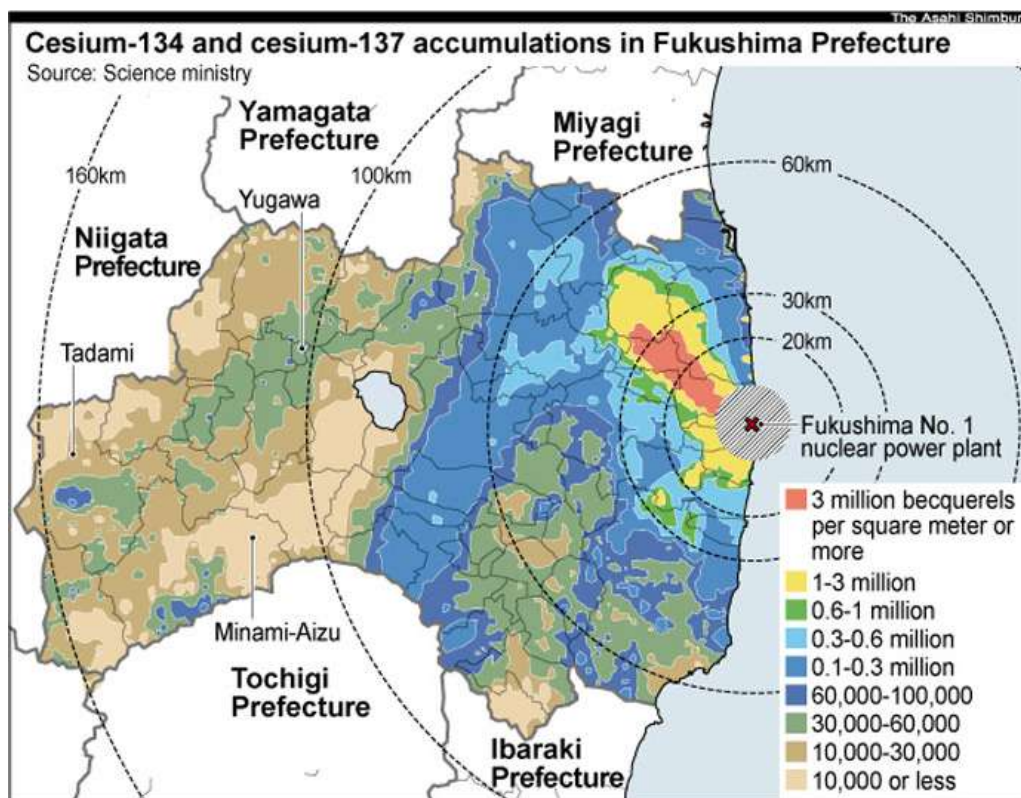 The Asahi Shimbun
Cesium-134 and cesium-137 accumulations in Fukushima Prefecture
Source: Science ministry
Yamagata
Prefecture
Miyagi
Prefecture
160km
100km
60km
Yugawa
Niigata
Prefecture
30km
20km
Tadami
Fukushima No. 1
nuclear power plant
Minami-Aizu
Tochigi
Prefecture
Ibaraki
Prefecture
3 million becquerels
per square meter or
more
1-3 million
0.6-1 million
0.3-0.6 million
0.1-0.3 million
60,000-100,000
30,000-60,000
10,000-30,000
10,000 or less